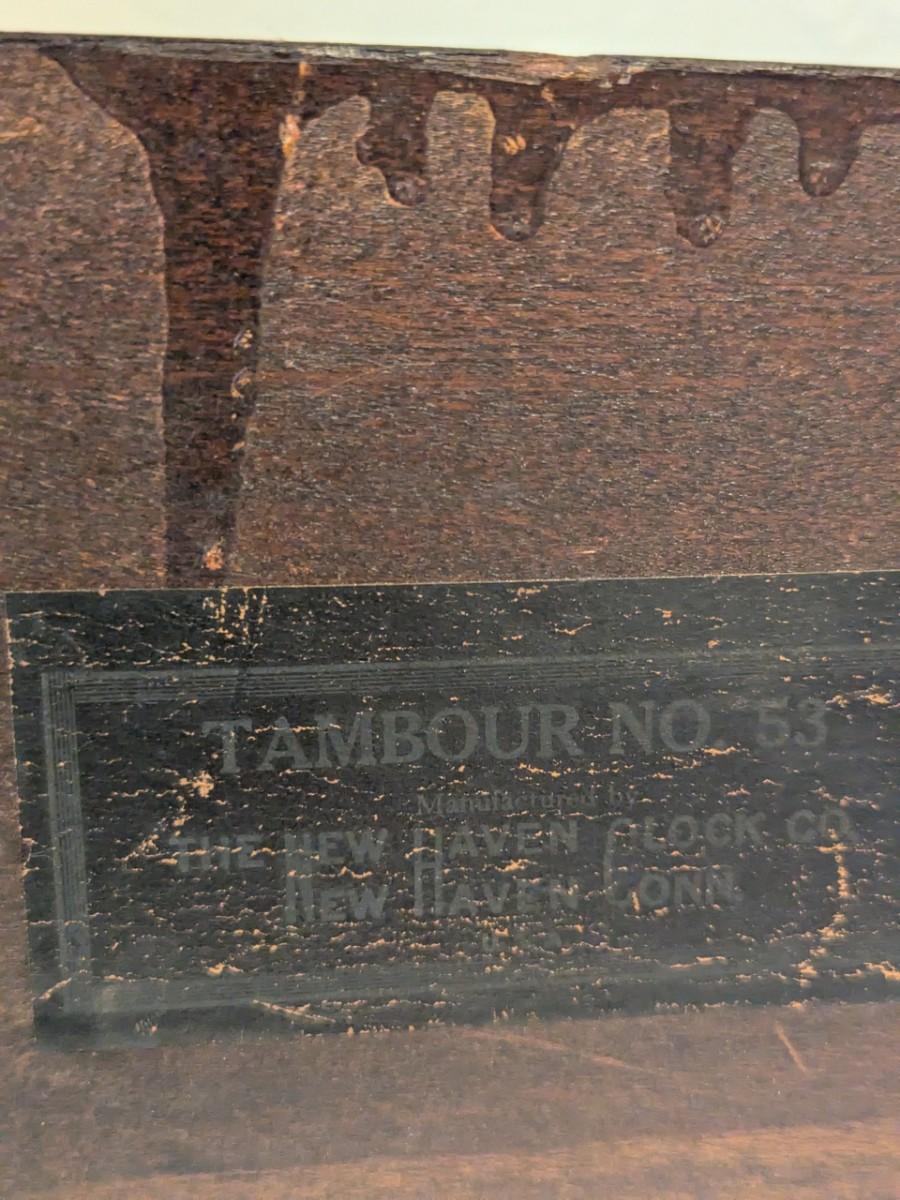 TAMBOUR NO. 53
Manufactured by
THE NEW HAVEN CLOCK CO.
NEW HAVEN CONN.
U.S.A.